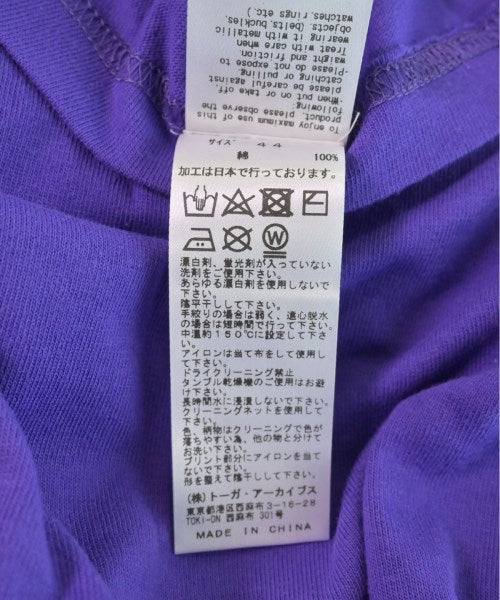 To enjoy maximum use of this
product, please observe the
following.
-When put on or take off,
please be careful against
catching or pulling.
-Please do not expose to
weight and friction.
Treat with care when
wearing it with metallic
objects.(belts, buckles,
watches, rings etc.)
サイズ 44
綿 100%
加工は日本で行っております。
漂白剤、蛍光剤が入っていない
洗剤をご使用下さい。
あらゆる漂白剤を使用しないで
下さい。
陰平干しして下さい。
手絞りの場合は弱く、遠心脱水
の場合は短時間で行って下さい。
中温約150℃に設定して下さ
い。
アイロンは当て布をして使用し
て下さい。
ドライクリーニング禁止
タンブル乾燥機のご使用はお避
け下さい。
長時間水に浸漬しないで下さい。
クリーニングネットを使用して
下さい。
色、柄物はクリーニングで色が
落ちやすい為、他の物と分けて
お洗い下さい。
プリント部分にアイロンを当て
ないで下さい。
形を整えて陰干しして下さい。
(株)トーガ・アーカイブス
東京都港区西麻布3-16-28
TOKI-ON 西麻布 301号
MADE IN CHINA